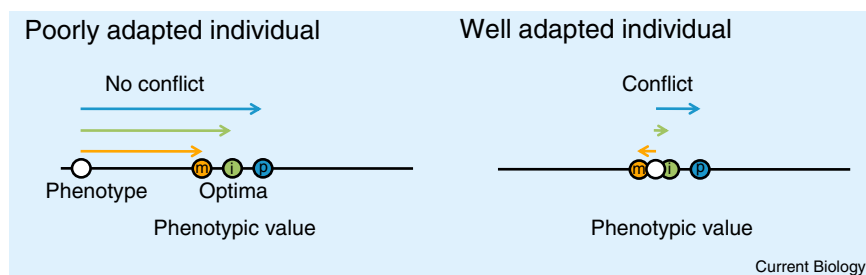 Poorly adapted individual
No conflict
m i p
Phenotype Optima
Phenotypic value
Well adapted individual
Conflict
m i p
Phenotypic value
Current Biology